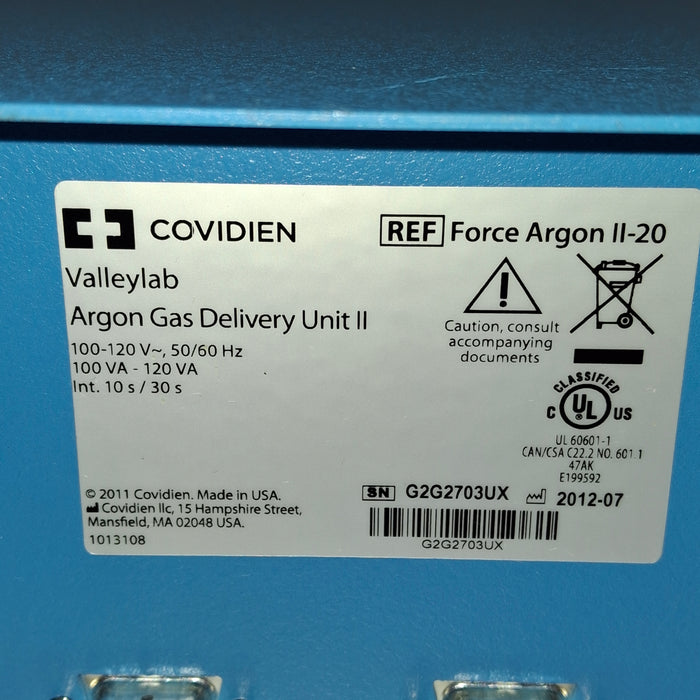 COVIDIEN
REF Force Argon II-20
Valleylab
Argon Gas Delivery Unit II
100-120 V~, 50/60 Hz
100 VA - 120 VA
Int. 10 s / 30 s
Caution, consult
accompanying
documents
CLASSIFIED
C UL US
UL 60601-1
CAN/CSA C22.2 NO. 601.1
47AK
E199592
© 2011 Covidien. Made in USA.
Covidien llc, 15 Hampshire Street,
Mansfield, MA 02048 USA.
1013108
SN G2G2703UX 2012-07
G2G2703UX